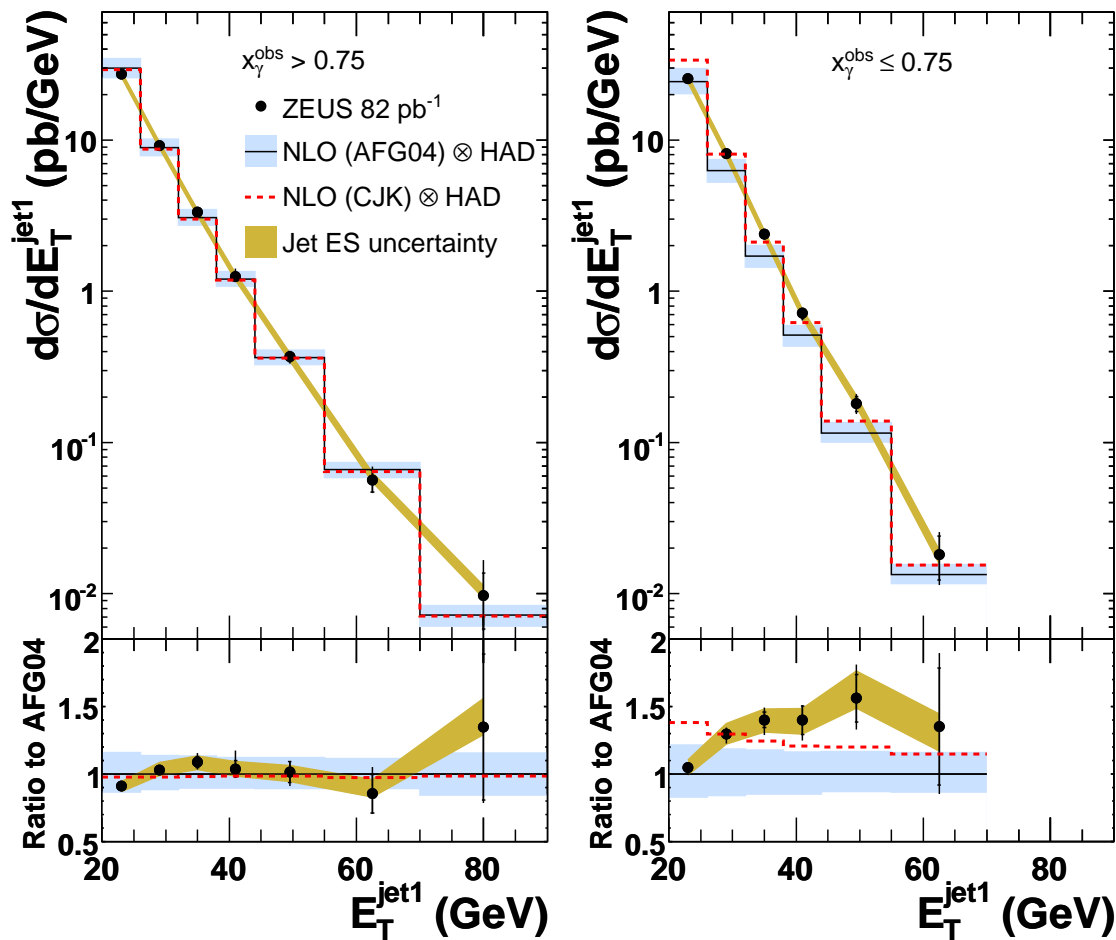 dσ/dE_T^jet1 (pb/GeV)
10
1
10^-1
10^-2
x_γ^obs > 0.75
ZEUS 82 pb^-1
NLO (AFG04) ⊗ HAD
NLO (CJK) ⊗ HAD
Jet ES uncertainty
Ratio to AFG04
2
1.5
1
0.5
20 40 60 80
E_T^jet1 (GeV)
dσ/dE_T^jet1 (pb/GeV)
10
1
10^-1
10^-2
x_γ^obs ≤ 0.75
Ratio to AFG04
2
1.5
1
0.5
20 40 60 80
E_T^jet1 (GeV)